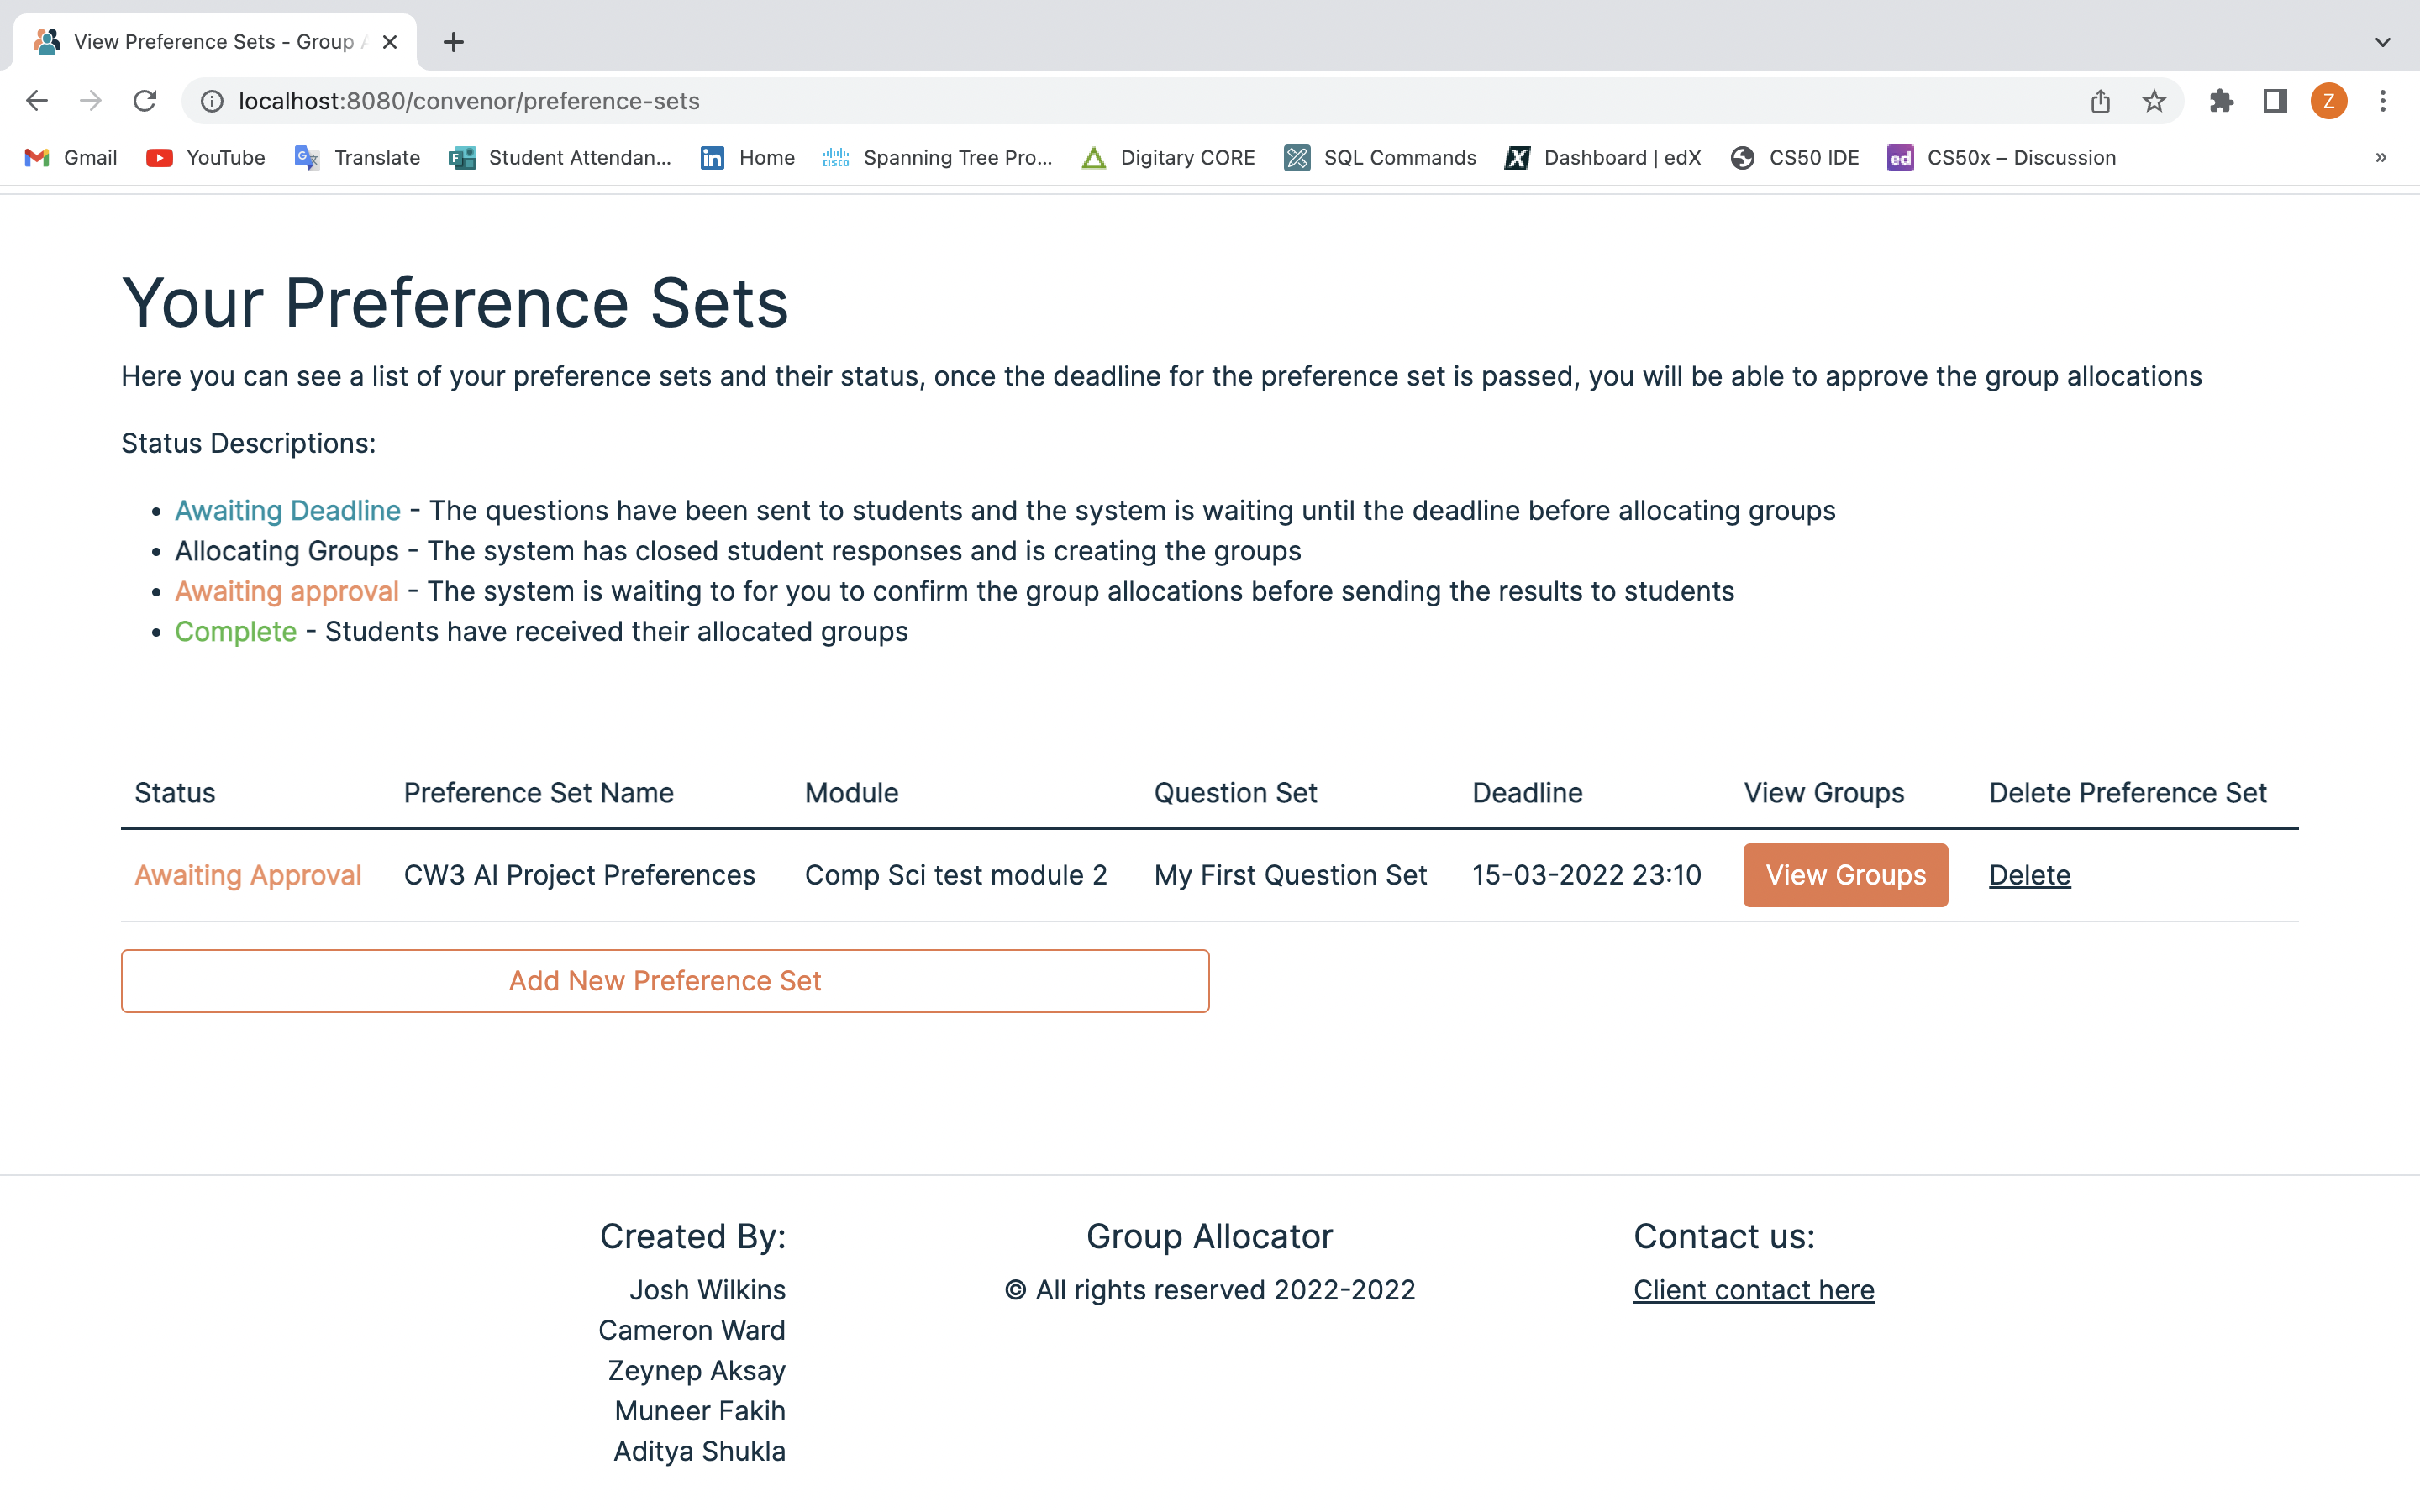 View Preference Sets - Group
localhost:8080/convenor/preference-sets
Z
Gmail
YouTube
Translate
Student Attendan...
Home
Spanning Tree Pro...
Digitary CORE
SQL Commands
Dashboard | edX
CS50 IDE
CS50x – Discussion
»
Your Preference Sets
Here you can see a list of your preference sets and their status, once the deadline for the preference set is passed, you will be able to approve the group allocations
Status Descriptions:
• Awaiting Deadline - The questions have been sent to students and the system is waiting until the deadline before allocating groups
• Allocating Groups - The system has closed student responses and is creating the groups
• Awaiting approval - The system is waiting to for you to confirm the group allocations before sending the results to students
• Complete - Students have received their allocated groups
Status Preference Set Name Module Question Set Deadline View Groups Delete Preference Set
Awaiting Approval CW3 AI Project Preferences Comp Sci test module 2 My First Question Set 15-03-2022 23:10 View Groups Delete
Add New Preference Set
Created By:
Josh Wilkins
Cameron Ward
Zeynep Aksay
Muneer Fakih
Aditya Shukla
Group Allocator
© All rights reserved 2022-2022
Contact us:
Client contact here